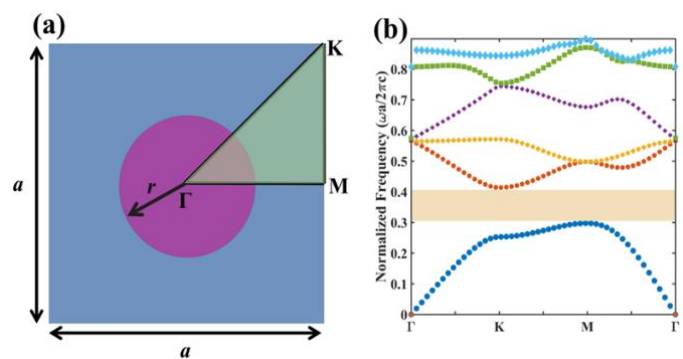 (a)
K
a
r
Γ
M
a
(b)
Normalized Frequency (ωa/2πc)
0.8
0.7
0.6
0.5
0.4
0.3
0.2
0.1
0
Γ K M Γ